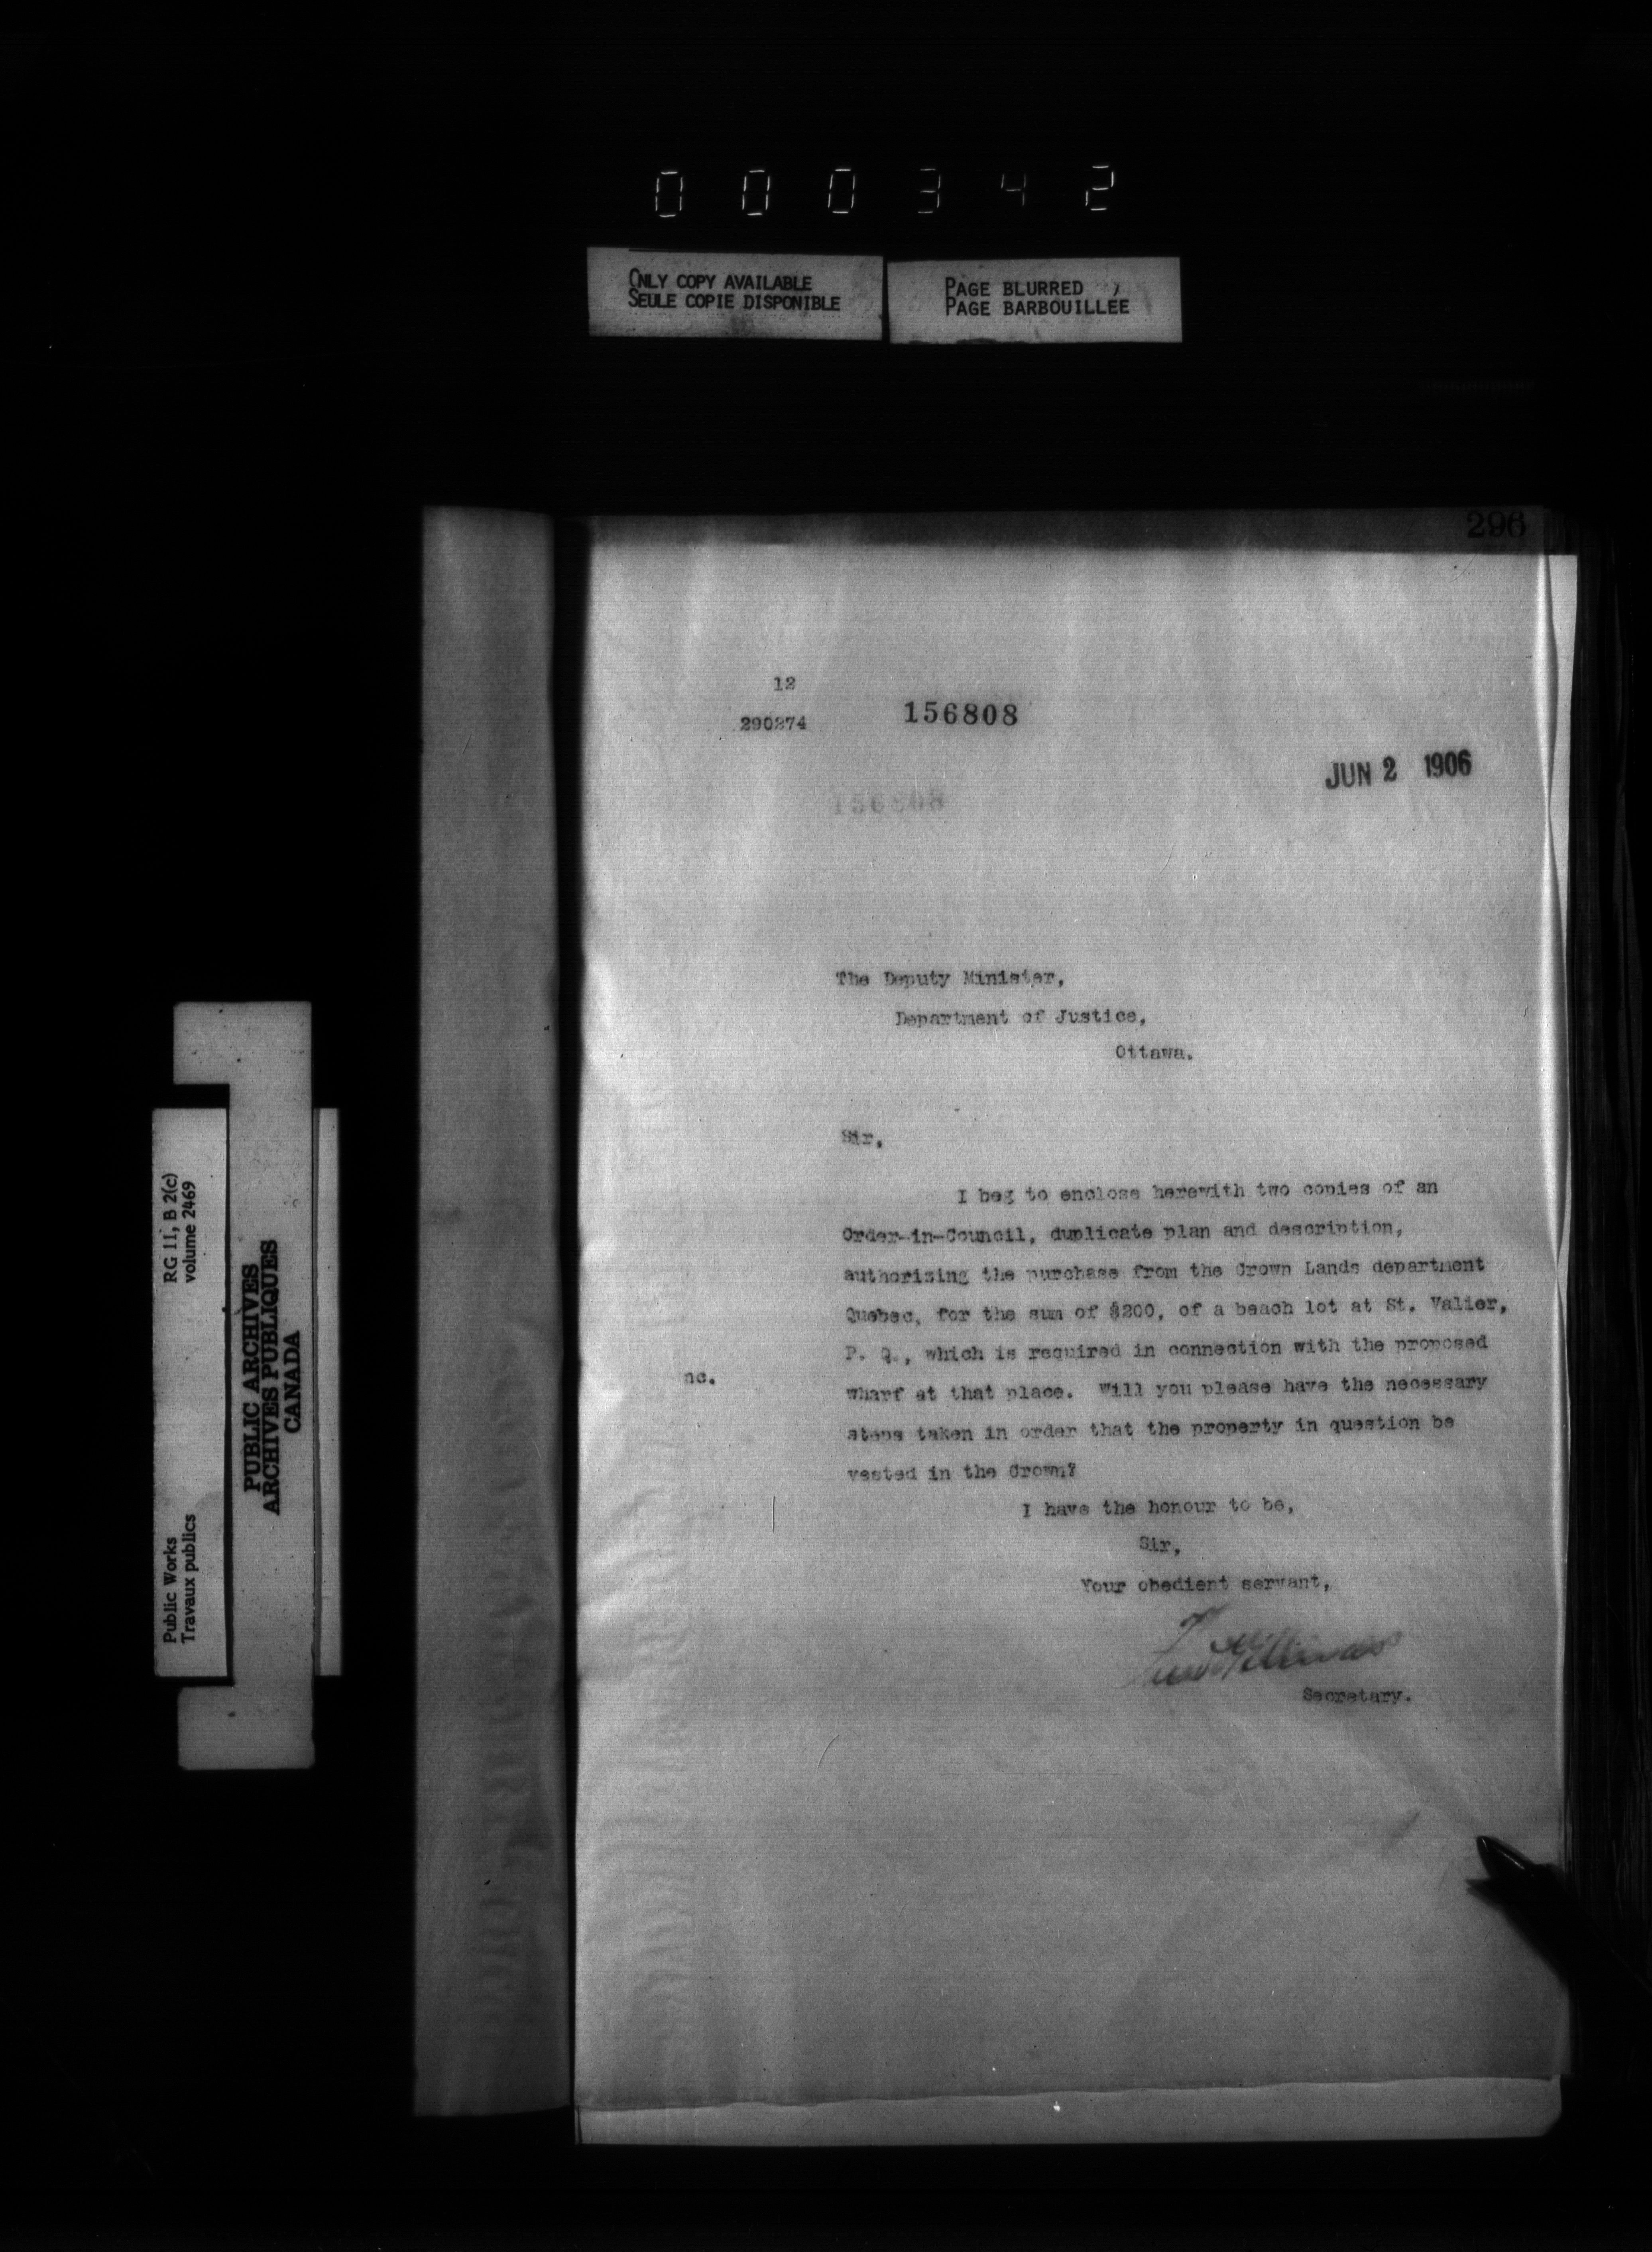 000342
ONLY COPY AVAILABLE
SEULE COPIE DISPONIBLE
PAGE BLURRED
PAGE BARBOUILLEE
296
12
290274
156808
JUN 2 1906
156808
The Deputy Minister,
Department of Justice,
Ottawa.
Sir,
I beg to enclose herewith two copies of an
Order-in-Council, duplicate plan and description,
authorizing the purchase from the Crown Lands department
Quebec, for the sum of $200, of a beach lot at St. Valier,
P. Q., which is required in connection with the proposed
nc.
wharf at that place. Will you please have the necessary
steps taken in order that the property in question be
vested in the Crown?
I have the honour to be,
Sir,
Your obedient servant,
Secretary.
RG 11, B 2(c)
volume 2469
Public Works
Travaux publics
PUBLIC ARCHIVES
ARCHIVES PUBLIQUES
CANADA